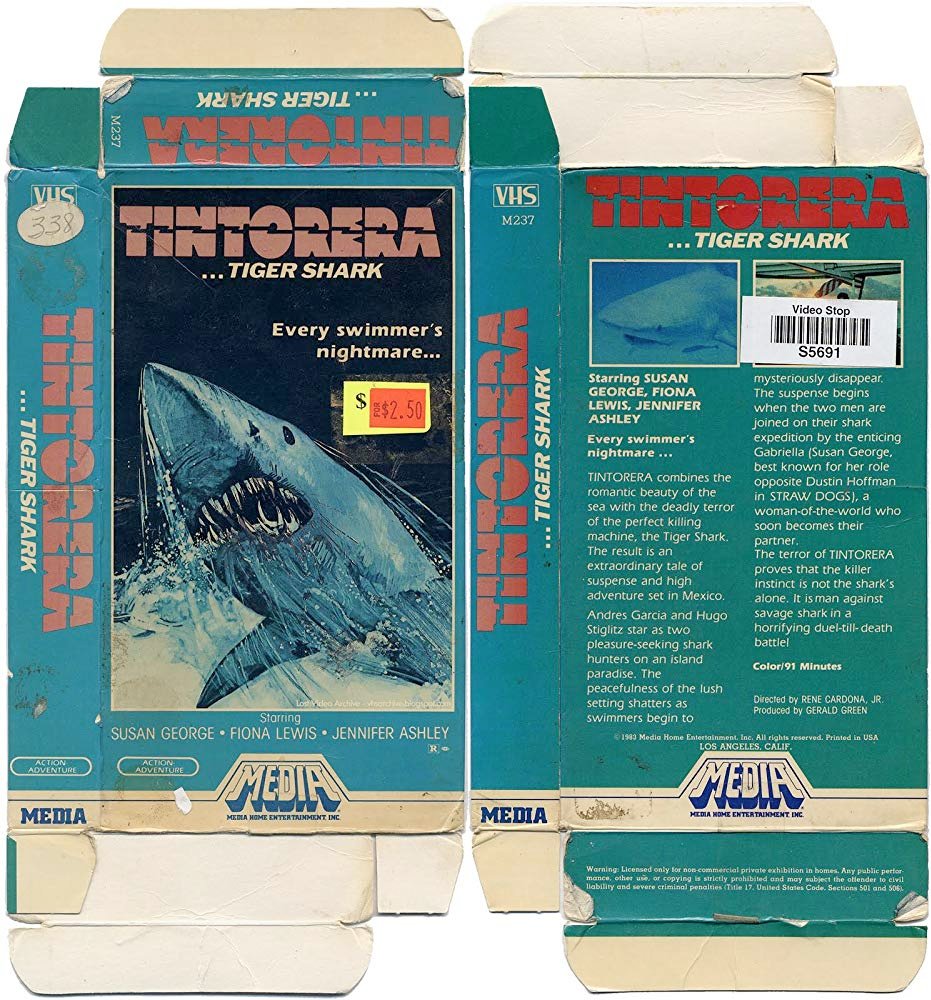 ... TIGER SHARK
TINTORERA
M237
VHS
338
TINTORERA
... TIGER SHARK
ACTION-
ADVENTURE
MEDIA
TINTORERA
... TIGER SHARK
Every swimmer's
nightmare...
$
FOR $2.50
Lost Video Archive - vhsarchive.blogspot.com
Starring
SUSAN GEORGE • FIONA LEWIS • JENNIFER ASHLEY
R
ACTION-
ADVENTURE
MEDIA
MEDIA HOME ENTERTAINMENT, INC.
VHS
M237
TINTORERA
... TIGER SHARK
MEDIA
TINTORERA
... TIGER SHARK
Video Stop
S5691
Starring SUSAN
GEORGE, FIONA
LEWIS, JENNIFER
ASHLEY
Every swimmer's
nightmare ...
TINTORERA combines the
romantic beauty of the
sea with the deadly terror
of the perfect killing
machine, the Tiger Shark.
The result is an
extraordinary tale of
suspense and high
adventure set in Mexico.
Andres Garcia and Hugo
Stiglitz star as two
pleasure-seeking shark
hunters on an island
paradise. The
peacefulness of the lush
setting shatters as
swimmers begin to
mysteriously disappear.
The suspense begins
when the two men are
joined on their shark
expedition by the enticing
Gabriella (Susan George,
best known for her role
opposite Dustin Hoffman
in STRAW DOGS), a
woman-of-the-world who
soon becomes their
partner.
The terror of TINTORERA
proves that the killer
instinct is not the shark's
alone. It is man against
savage shark in a
horrifying duel-till-death
battle!
Color/91 Minutes
Directed by RENE CARDONA, JR.
Produced by GERALD GREEN
© 1983 Media Home Entertainment, Inc. All rights reserved. Printed in USA
LOS ANGELES, CALIF.
MEDIA
MEDIA HOME ENTERTAINMENT, INC.
Warning: Licensed only for non-commercial private exhibition in homes. Any public perfor-
mance, other use, or copying is strictly prohibited and may subject the offender to civil
liability and severe criminal penalties (Title 17, United States Code, Sections 501 and 506).